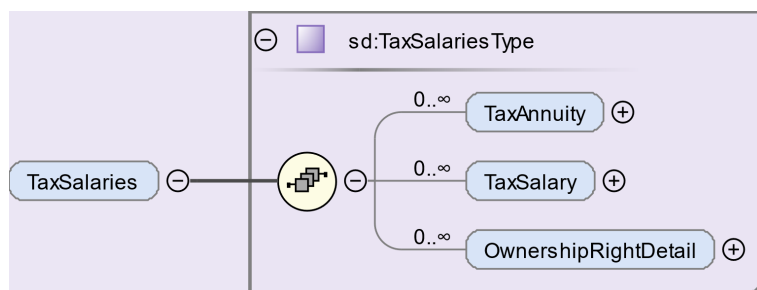 sd:TaxSalariesType
0..∞
TaxAnnuity
TaxSalaries
0..∞
TaxSalary
0..∞
OwnershipRightDetail